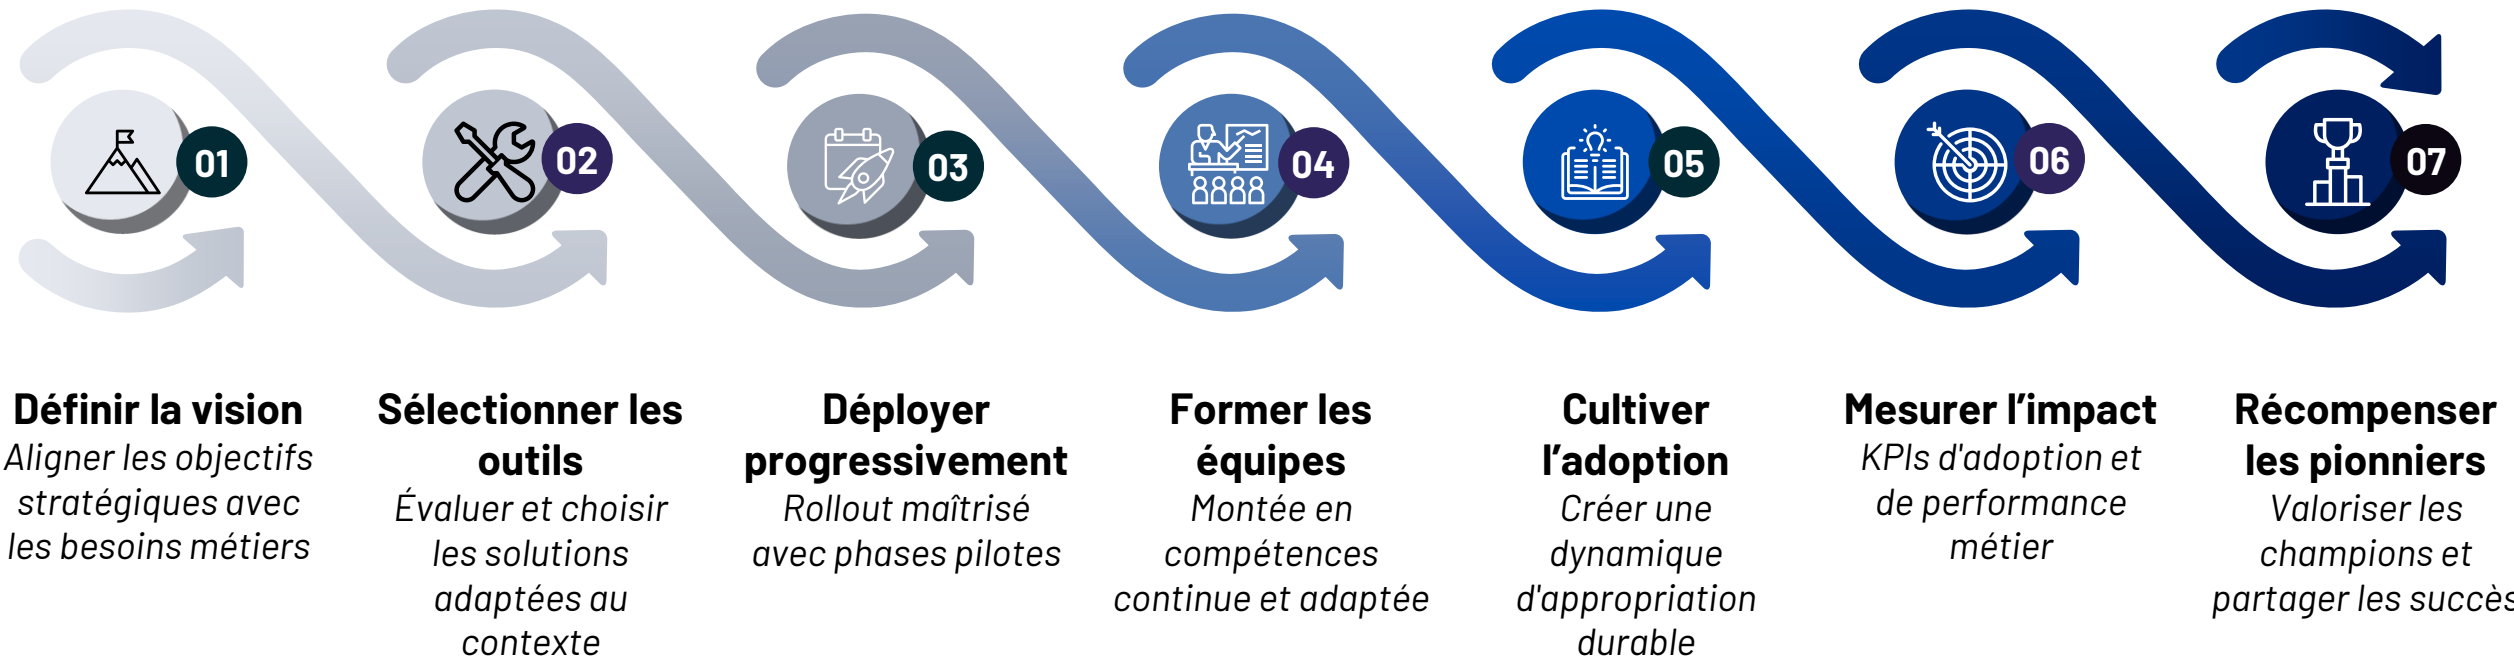 01
02
03
04
05
06
07
Définir la vision
Aligner les objectifs
stratégiques avec
les besoins métiers
Sélectionner les
outils
Évaluer et choisir
les solutions
adaptées au
contexte
Déployer
progressivement
Rollout maîtrisé
avec phases pilotes
Former les
équipes
Montée en
compétences
continue et adaptée
Cultiver
l’adoption
Créer une
dynamique
d'appropriation
durable
Mesurer l’impact
KPIs d'adoption et
de performance
métier
Récompenser
les pionniers
Valoriser les
champions et
partager les succès